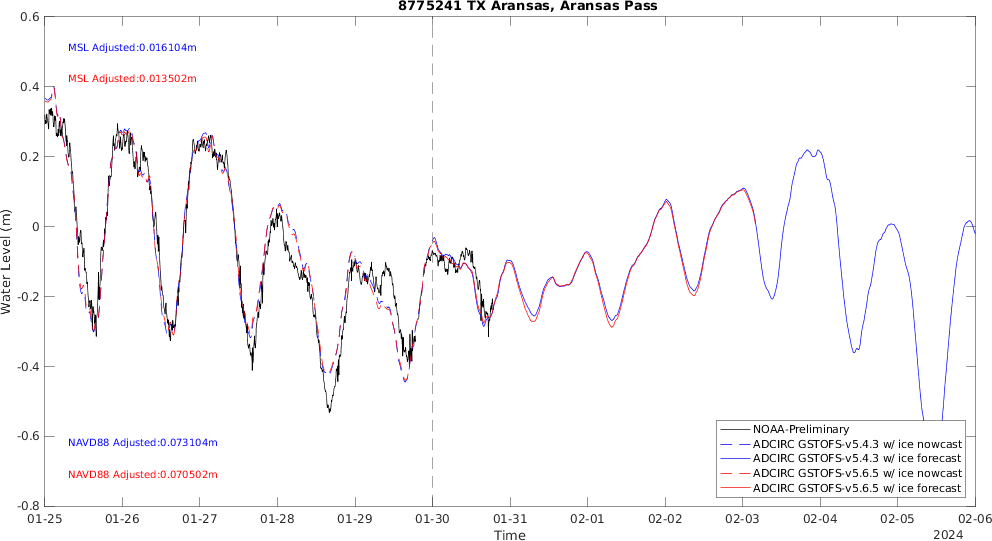 8775241 TX Aransas, Aransas Pass
0.6
0.4
0.2
0
-0.2
-0.4
-0.6
-0.8
Water Level (m)
MSL Adjusted:0.016104m
MSL Adjusted:0.013502m
NAVD88 Adjusted:0.073104m
NAVD88 Adjusted:0.070502m
NOAA-Preliminary
ADCIRC GSTOFS-v5.4.3 w/ ice nowcast
ADCIRC GSTOFS-v5.4.3 w/ ice forecast
ADCIRC GSTOFS-v5.6.5 w/ ice nowcast
ADCIRC GSTOFS-v5.6.5 w/ ice forecast
01-25 01-26 01-27 01-28 01-29 01-30 01-31 02-01 02-02 02-03 02-04 02-05 02-06
Time
2024